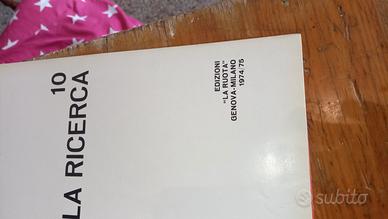 10
LA RICERCA
EDIZIONI
"LA RUOTA"
GENOVA-MILANO
1974/75
subito